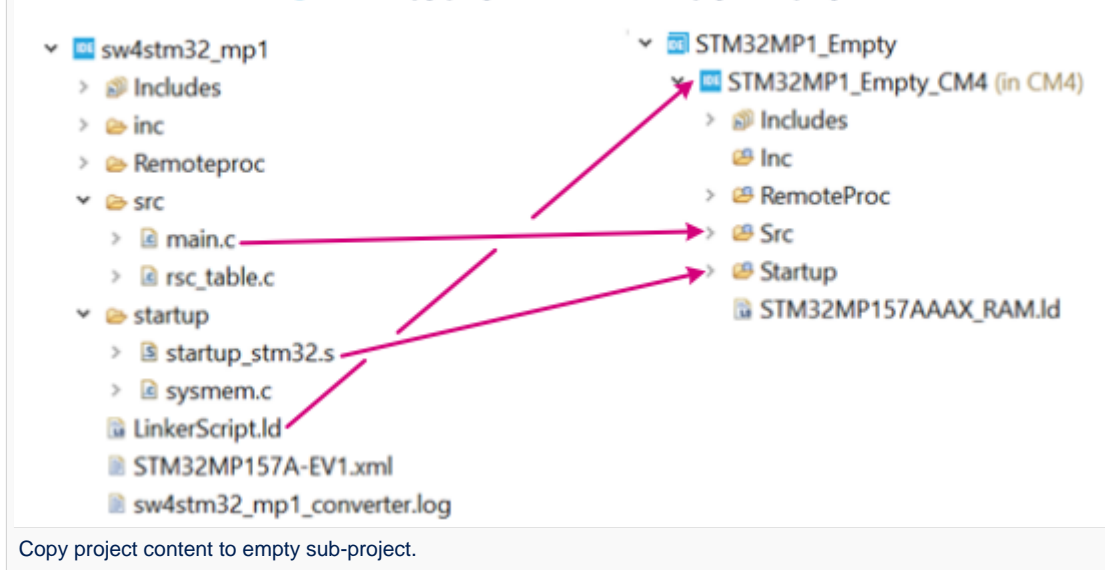 sw4stm32_mp1
Includes
inc
Remoteproc
src
main.c
rsc_table.c
startup
startup_stm32.s
sysmem.c
LinkerScript.ld
STM32MP157A-EV1.xml
sw4stm32_mp1_converter.log
STM32MP1_Empty
STM32MP1_Empty_CM4 (in CM4)
Includes
Inc
RemoteProc
Src
Startup
STM32MP157AAAX_RAM.ld
Copy project content to empty sub-project.